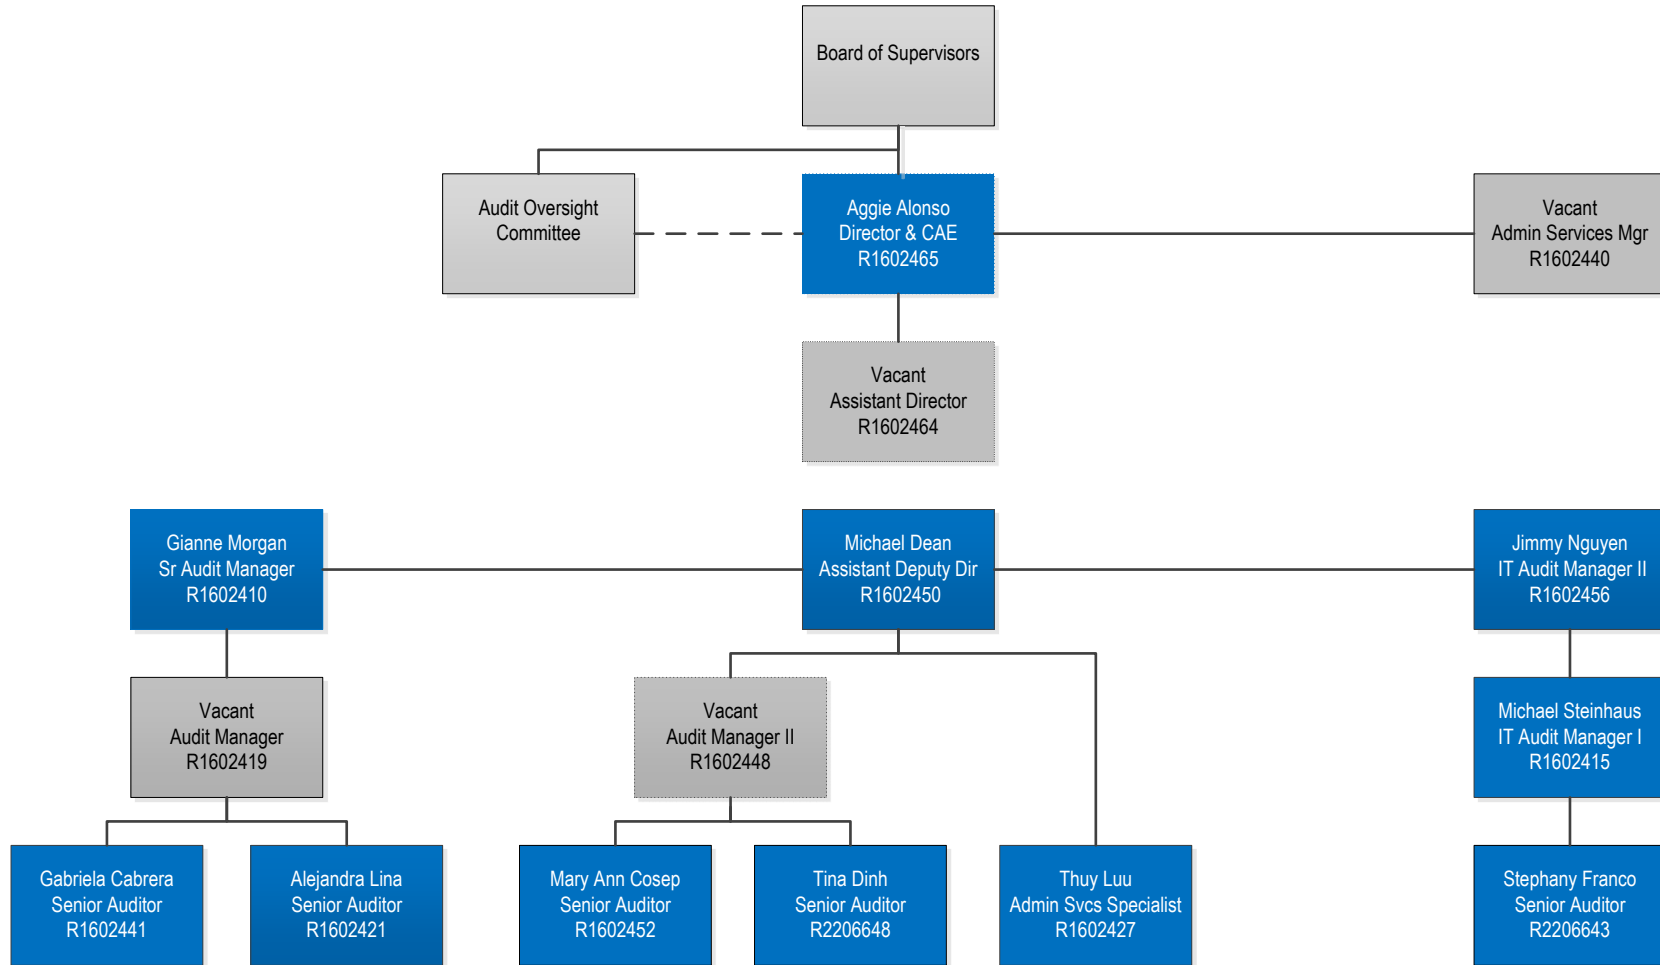 Board of Supervisors
Audit Oversight
Committee
Aggie Alonso
Director & CAE
R1602465
Vacant
Admin Services Mgr
R1602440
Vacant
Assistant Director
R1602464
Gianne Morgan
Sr Audit Manager
R1602410
Michael Dean
Assistant Deputy Dir
R1602450
Jimmy Nguyen
IT Audit Manager II
R1602456
Vacant
Audit Manager
R1602419
Vacant
Audit Manager II
R1602448
Michael Steinhaus
IT Audit Manager I
R1602415
Gabriela Cabrera
Senior Auditor
R1602441
Alejandra Lina
Senior Auditor
R1602421
Mary Ann Cosep
Senior Auditor
R1602452
Tina Dinh
Senior Auditor
R2206648
Thuy Luu
Admin Svcs Specialist
R1602427
Stephany Franco
Senior Auditor
R2206643